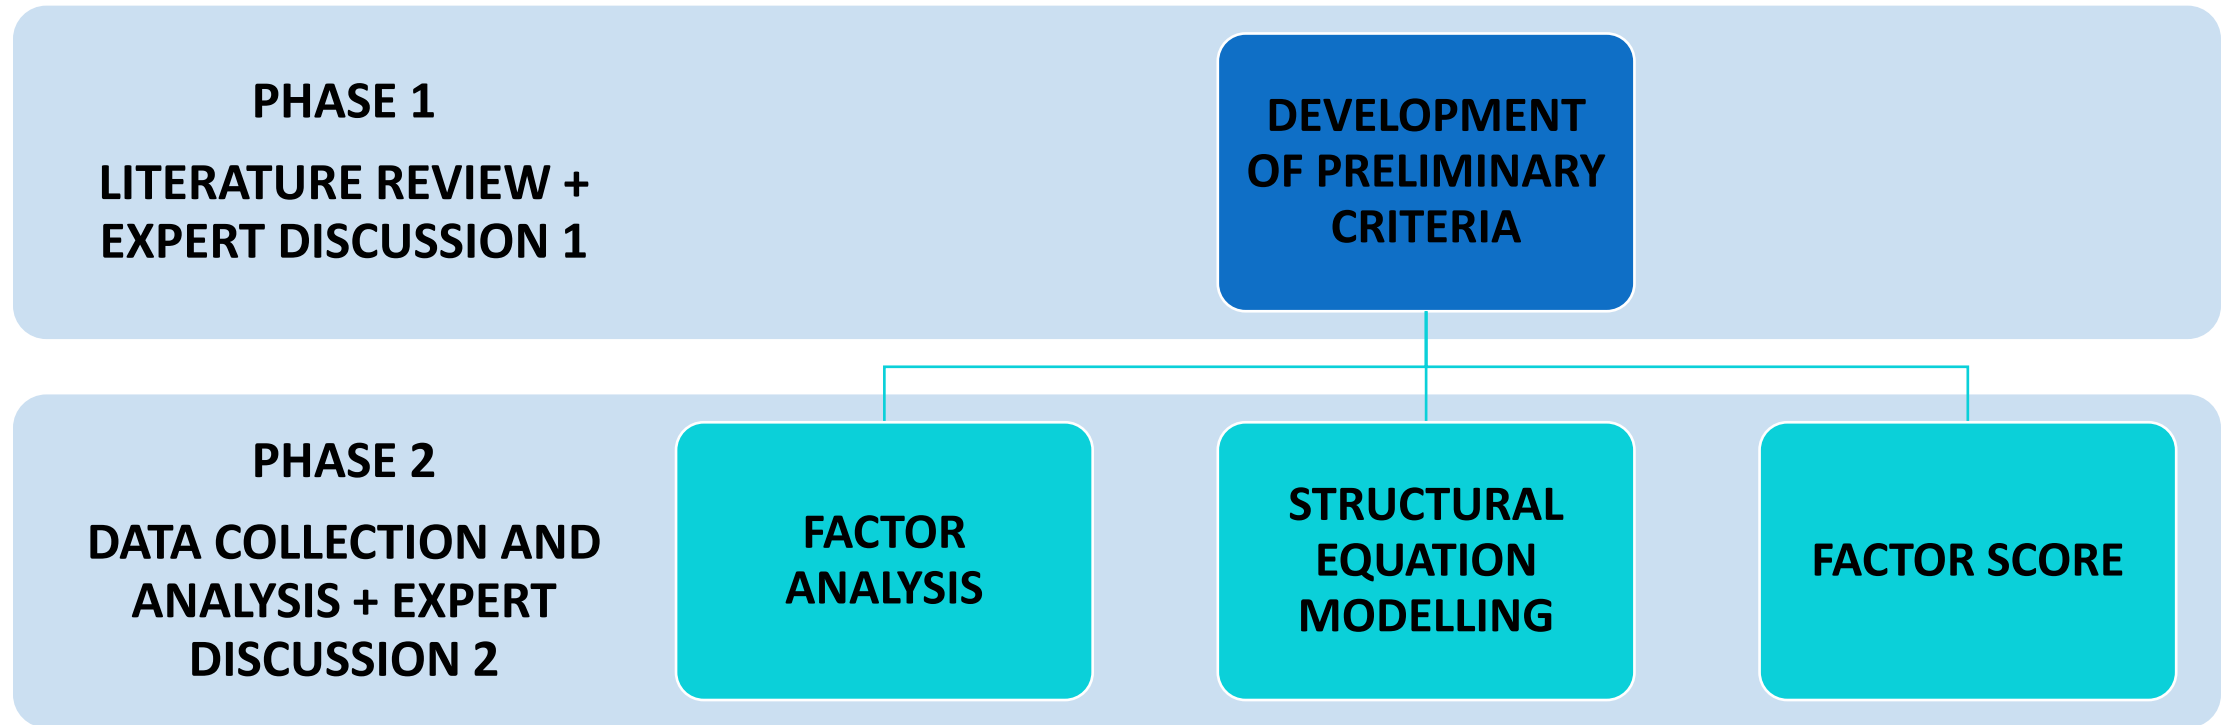 PHASE 1
LITERATURE REVIEW +
EXPERT DISCUSSION 1
DEVELOPMENT
OF PRELIMINARY
CRITERIA
PHASE 2
DATA COLLECTION AND
ANALYSIS + EXPERT
DISCUSSION 2
FACTOR
ANALYSIS
STRUCTURAL
EQUATION
MODELLING
FACTOR SCORE